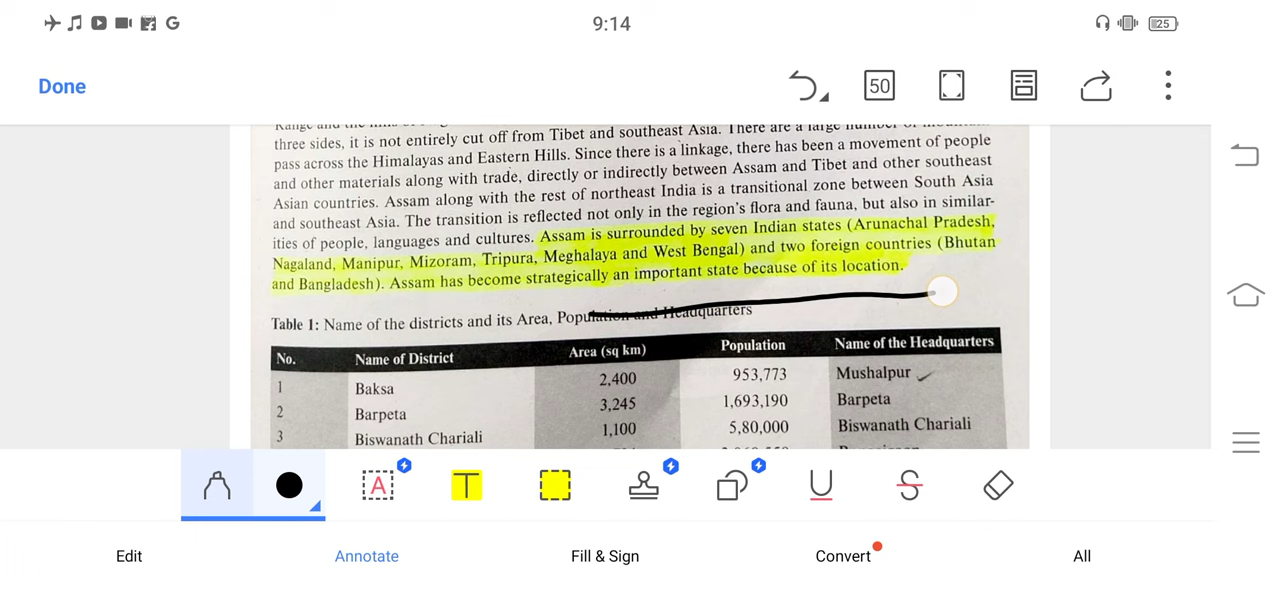 9:14
25
Done
50
three sides, it is not entirely cut off from Tibet and southeast Asia. There are a large number of
pass across the Himalayas and Eastern Hills. Since there is a linkage, there has been a movement of people
and other materials along with trade, directly or indirectly between Assam and Tibet and other southeast
Asian countries. Assam along with the rest of northeast India is a transitional zone between South Asia
and southeast Asia. The transition is reflected not only in the region's flora and fauna, but also in similar-
ities of people, languages and cultures. Assam is surrounded by seven Indian states (Arunachal Pradesh,
Nagaland, Manipur, Mizoram, Tripura, Meghalaya and West Bengal) and two foreign countries (Bhutan
and Bangladesh). Assam has become strategically an important state because of its location.
Table 1: Name of the districts and its Area, Population and Headquarters
No. Name of District Area (sq km) Population Name of the Headquarters
1 Baksa 2,400 953,773 Mushalpur
2 Barpeta 3,245 1,693,190 Barpeta
3 Biswanath Chariali 1,100 5,80,000 Biswanath Chariali
Edit Annotate Fill & Sign Convert All